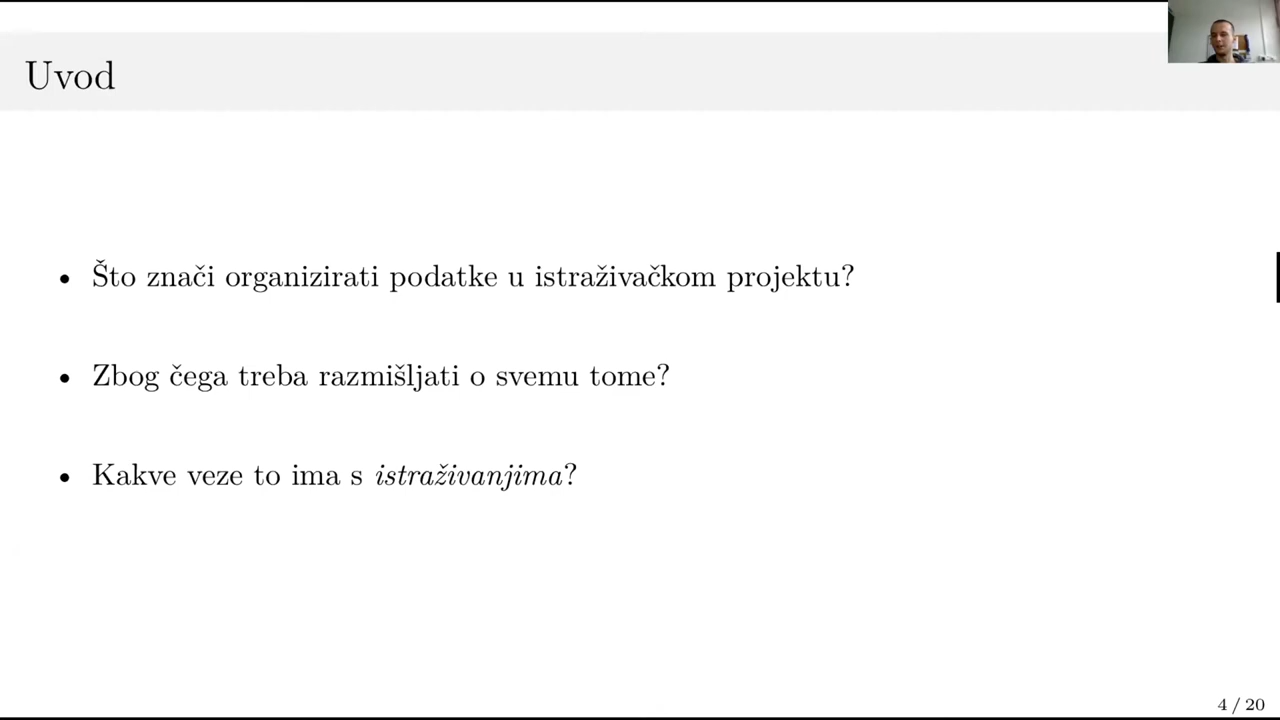 Uvod
• Što znači organizirati podatke u istraživačkom projektu?
• Zbog čega treba razmišljati o svemu tome?
• Kakve veze to ima s istraživanjima?
4 / 20